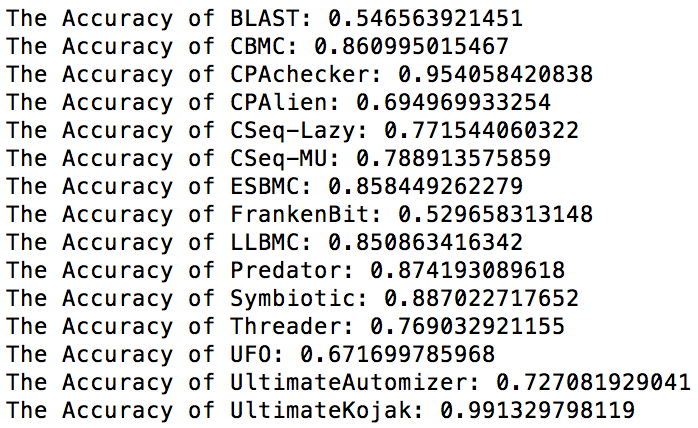 The Accuracy of BLAST: 0.546563921451
The Accuracy of CBMC: 0.860995015467
The Accuracy of CPAchecker: 0.954058420838
The Accuracy of CPAlien: 0.694969933254
The Accuracy of CSeq-Lazy: 0.771544060322
The Accuracy of CSeq-MU: 0.788913575859
The Accuracy of ESBMC: 0.858449262279
The Accuracy of FrankenBit: 0.529658313148
The Accuracy of LLBMC: 0.850863416342
The Accuracy of Predator: 0.874193089618
The Accuracy of Symbiotic: 0.887022717652
The Accuracy of Threader: 0.769032921155
The Accuracy of UFO: 0.671699785968
The Accuracy of UltimateAutomizer: 0.727081929041
The Accuracy of UltimateKojak: 0.991329798119